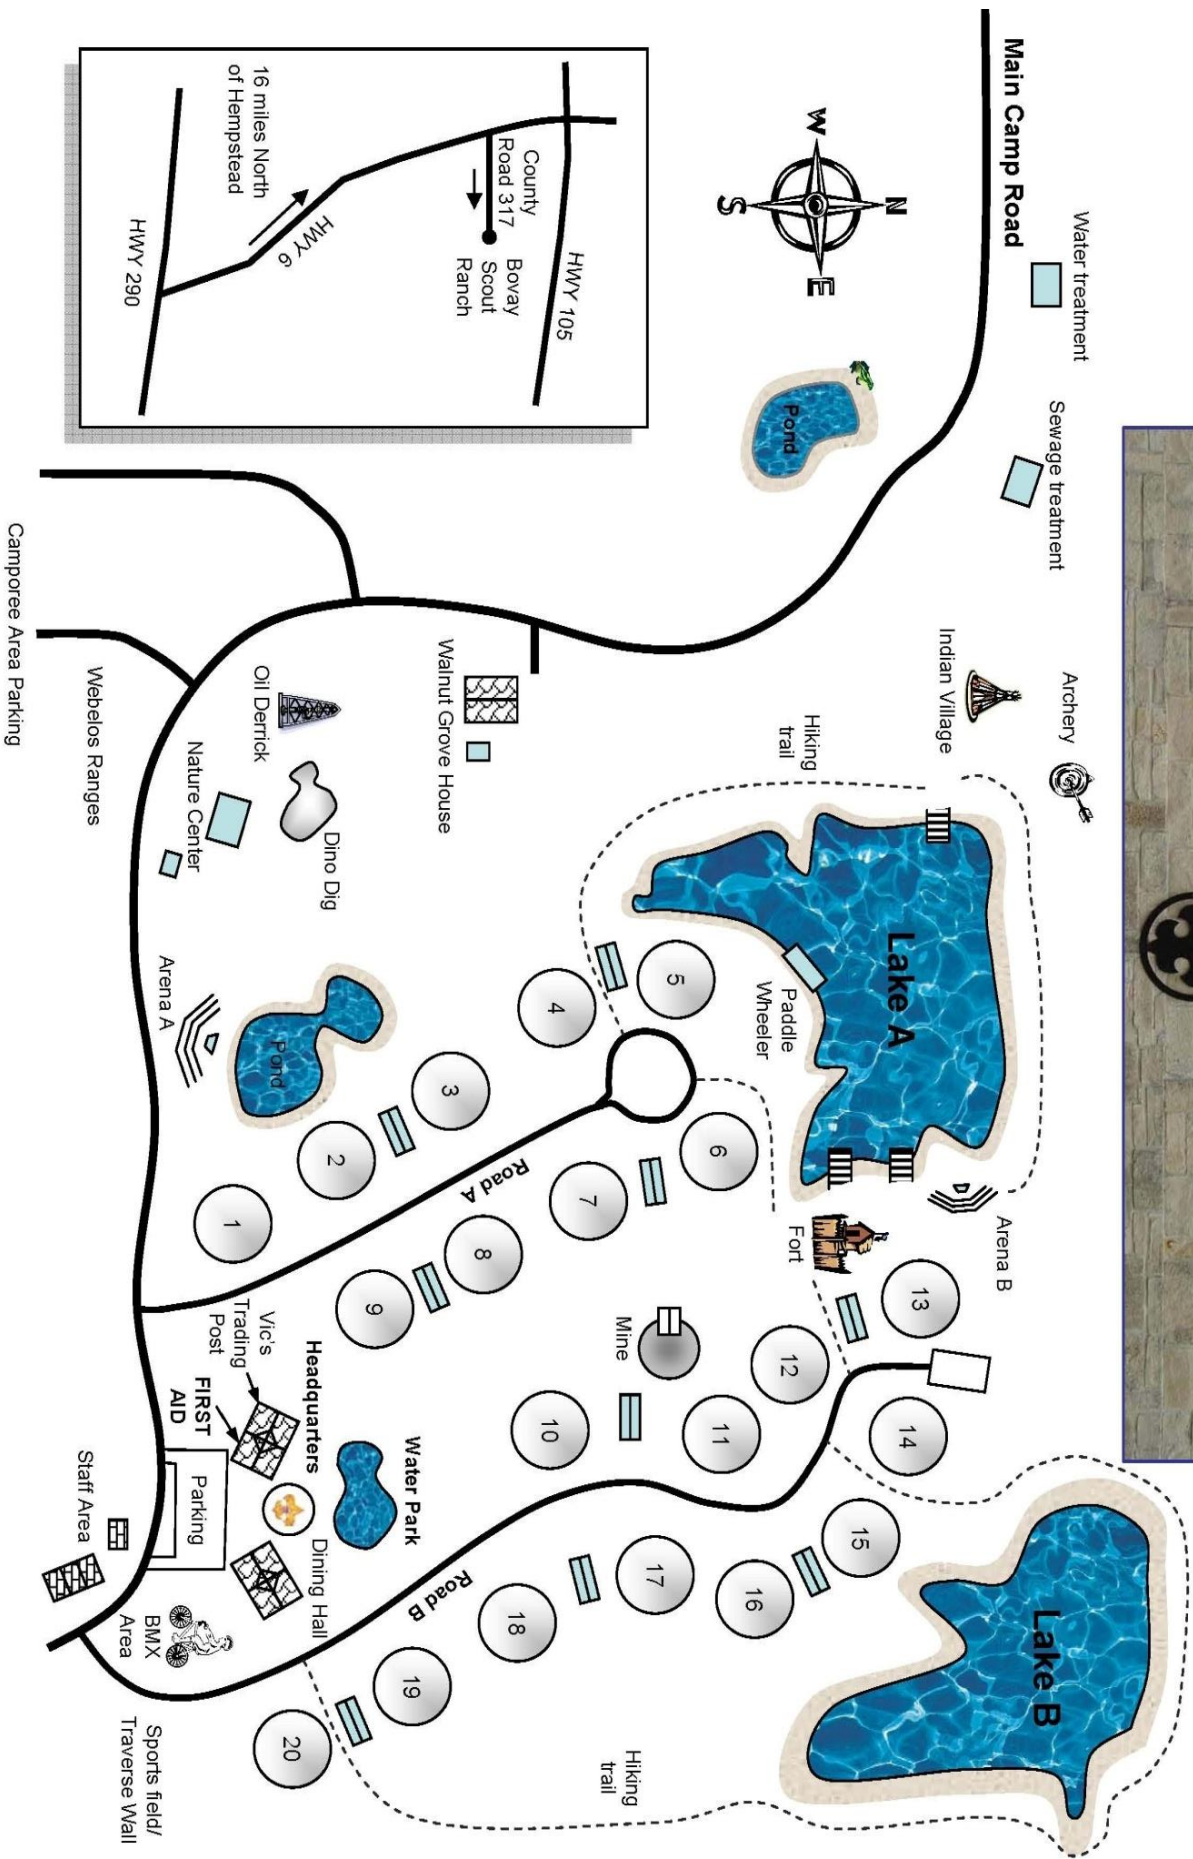 Main Camp Road
Water treatment
Sewage treatment
N
W
E
S
Pond
16 miles North
of Hempstead
HWY 290
HWY 6
County
Road 317
Bovay
Scout
Ranch
HWY 105
Camporee Area Parking
Webelos Ranges
Oil Derrick
Dino Dig
Nature Center
Walnut Grove House
Indian Village
Archery
Hiking
trail
Lake A
Paddle
Wheeler
Arena A
Pond
Arena B
Fort
5
4
3
2
1
6
7
8
9
Road A
Mine
10
11
12
13
14
15
16
17
18
19
20
Road B
Lake B
Hiking
trail
Vic's
Trading
Post
Headquarters
FIRST
AID
Water Park
Parking
Dining Hall
Staff Area
BMX
Area
Sports field/
Traverse Wall